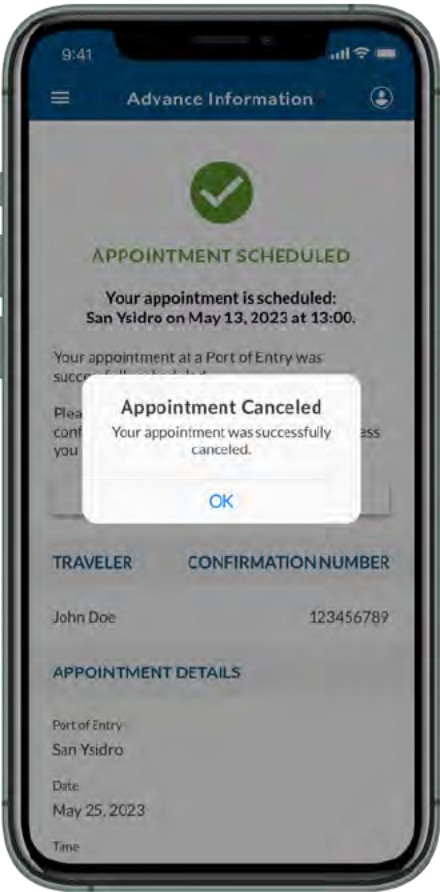 9:41
Advance Information
APPOINTMENT SCHEDULED
Your appointment is scheduled:
San Ysidro on May 13, 2023 at 13:00.
Your appointment at a Port of Entry was
Appointment Canceled
Your appointment was successfully
canceled.
you
OK
TRAVELER CONFIRMATION NUMBER
John Doe 123456789
APPOINTMENT DETAILS
Port of Entry
San Ysidro
Date
May 25, 2023
Time